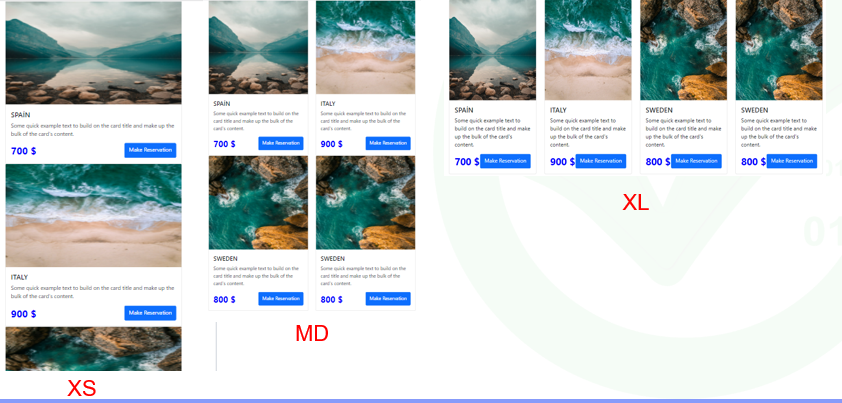 SPAIN
Some quick example text to build on the card title and make up the
bulk of the card's content.
700 $
Make Reservation
ITALY
Some quick example text to build on the card title and make up the
bulk of the card's content.
900 $
Make Reservation
XS
SPAIN
Some quick example text to build on the
card title and make up the bulk of the
card's content.
700 $
Make Reservation
ITALY
Some quick example text to build on the
card title and make up the bulk of the
card's content.
900 $
Make Reservation
SWEDEN
Some quick example text to build on the
card title and make up the bulk of the
card's content.
800 $
Make Reservation
SWEDEN
Some quick example text to build on the
card title and make up the bulk of the
card's content.
800 $
Make Reservation
MD
SPAIN
Some quick example text to
build on the card title and make
up the bulk of the card's
content.
700 $
Make Reservation
ITALY
Some quick example text to
build on the card title and make
up the bulk of the card's
content.
900 $
Make Reservation
SWEDEN
Some quick example text to
build on the card title and make
up the bulk of the card's
content.
800 $
Make Reservation
SWEDEN
Some quick example text to
build on the card title and make
up the bulk of the card's
content.
800 $
Make Reservation
XL
01